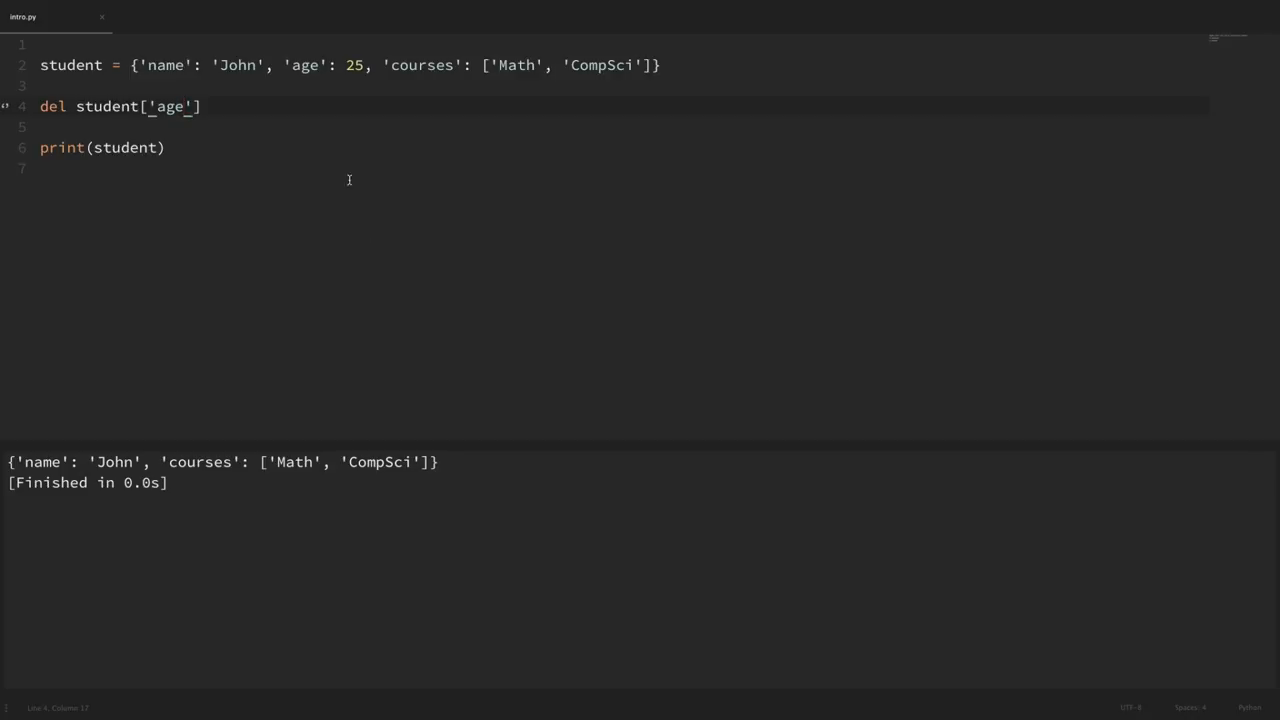 intro.py ×
1
2 student = {'name': 'John', 'age': 25, 'courses': ['Math', 'CompSci']}
3
4 del student['age']
5
6 print(student)
7
{'name': 'John', 'courses': ['Math', 'CompSci']}
[Finished in 0.0s]
Line 4, Column 17 UTF-8 Spaces: 4 Python